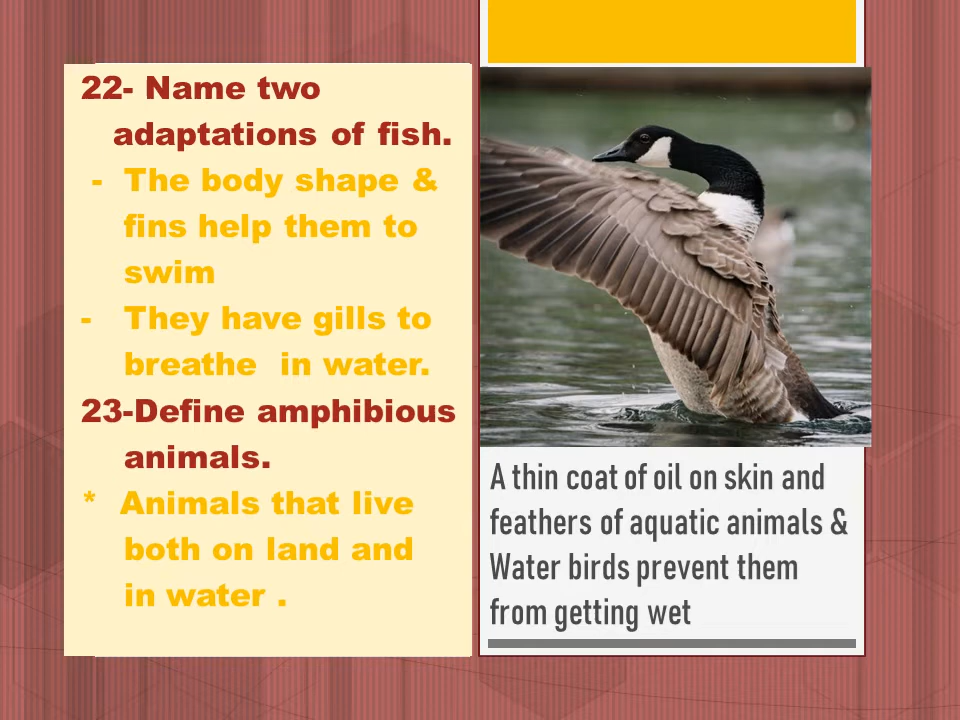 22- Name two
adaptations of fish.
- The body shape &
fins help them to
swim
- They have gills to
breathe in water.
23-Define amphibious
animals.
* Animals that live
both on land and
in water .
A thin coat of oil on skin and
feathers of aquatic animals &
Water birds prevent them
from getting wet